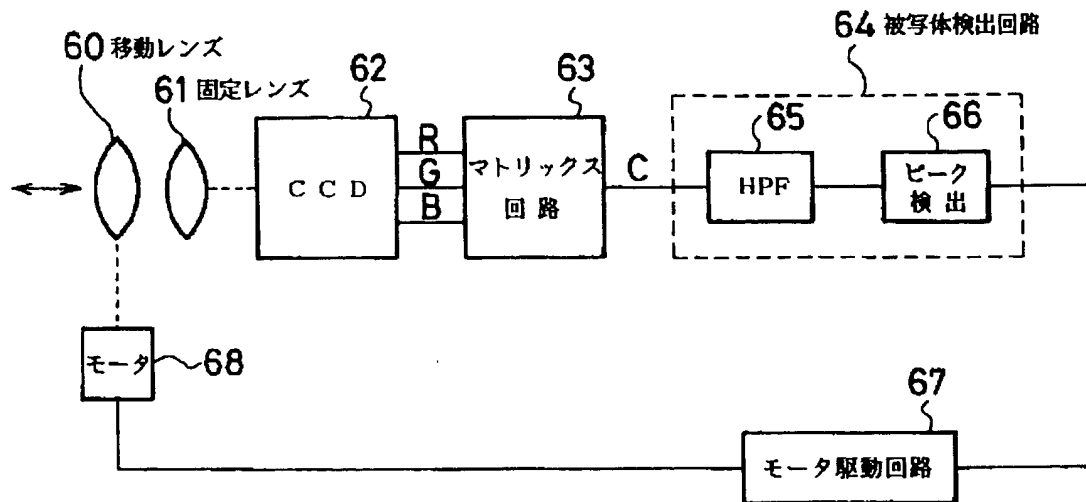 60 移動レンズ
61 固定レンズ
62
63
64 被写体検出回路
65
66
CCD
R
G
B
マトリックス
回路
C
HPF
ピーク
検出
モータ
68
67
モータ駆動回路